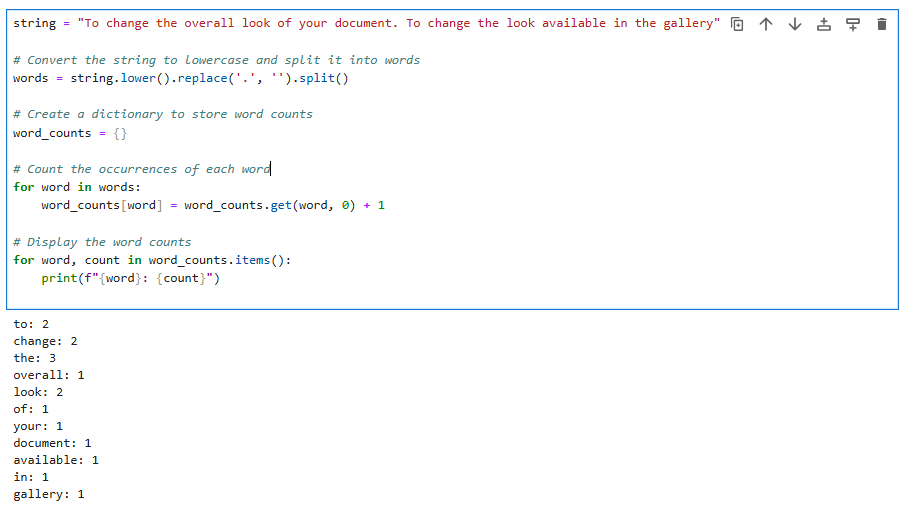 string = "To change the overall look of your document. To change the look available in the gallery"
# Convert the string to lowercase and split it into words
words = string.lower().replace('.', '').split()
# Create a dictionary to store word counts
word_counts = {}
# Count the occurrences of each word
for word in words:
    word_counts[word] = word_counts.get(word, 0) + 1
# Display the word counts
for word, count in word_counts.items():
    print(f"{word}: {count}")
to: 2
change: 2
the: 3
overall: 1
look: 2
of: 1
your: 1
document: 1
available: 1
in: 1
gallery: 1